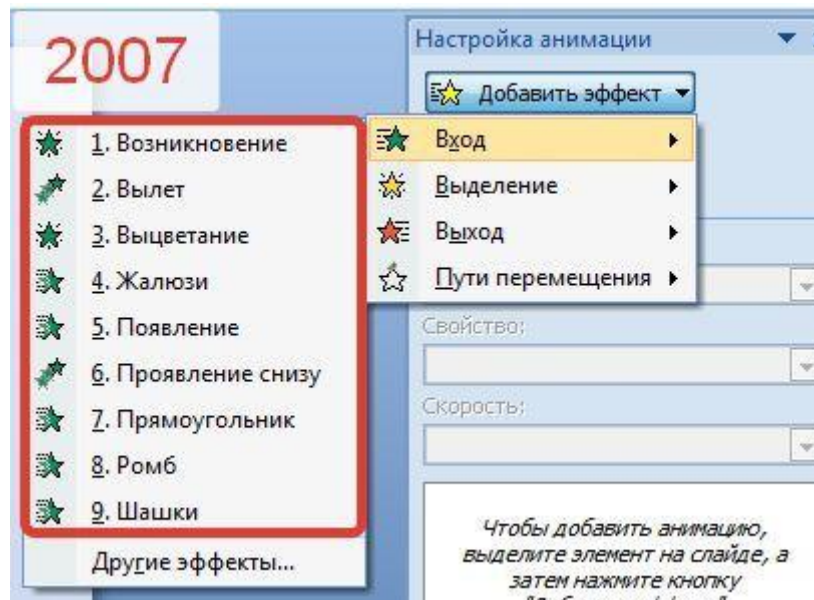 2007
Настройка анимации
Добавить эффект
1. Возникновение
2. Вылет
3. Выцветание
4. Жалюзи
5. Появление
6. Проявление снизу
7. Прямоугольник
8. Ромб
9. Шашки
Другие эффекты...
Вход
Выделение
Выход
Пути перемещения
Свойство:
Скорость:
Чтобы добавить анимацию,
выделите элемент на слайде, а
затем нажмите кнопку